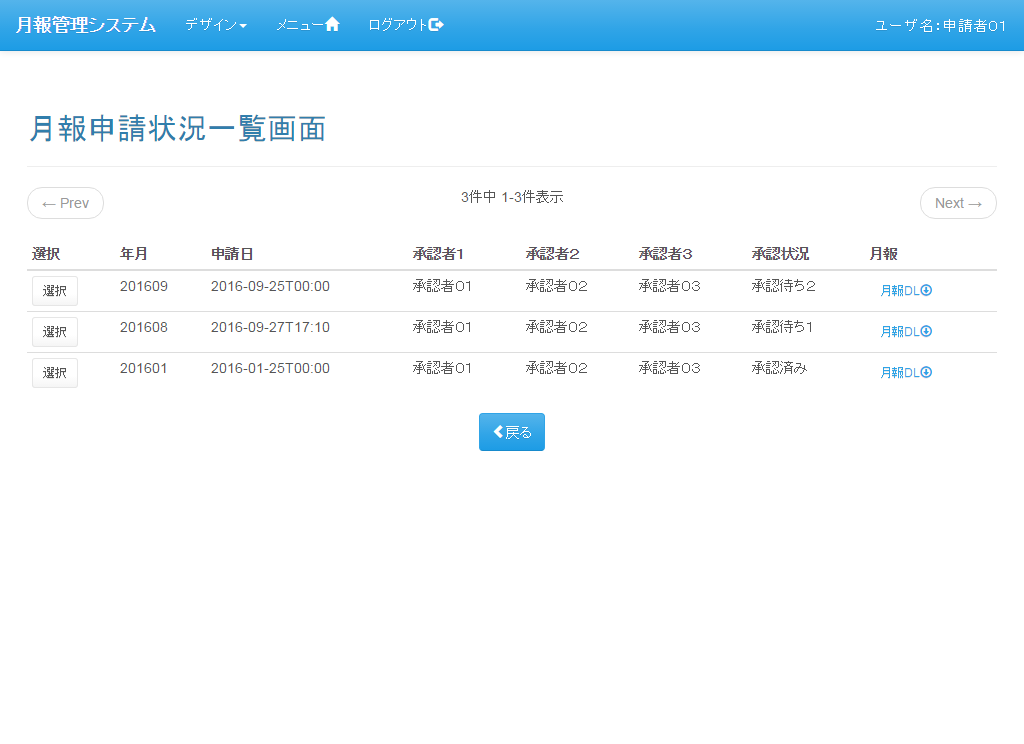 月報管理システム デザイン メニュー ログアウト ユーザ名:申請者01
月報申請状況一覧画面
← Prev 3件中 1-3件表示 Next →
選択 年月 申請日 承認者1 承認者2 承認者3 承認状況 月報
選択 201609 2016-09-25T00:00 承認者01 承認者02 承認者03 承認待ち2 月報DL
選択 201608 2016-09-27T17:10 承認者01 承認者02 承認者03 承認待ち1 月報DL
選択 201601 2016-01-25T00:00 承認者01 承認者02 承認者03 承認済み 月報DL
戻る